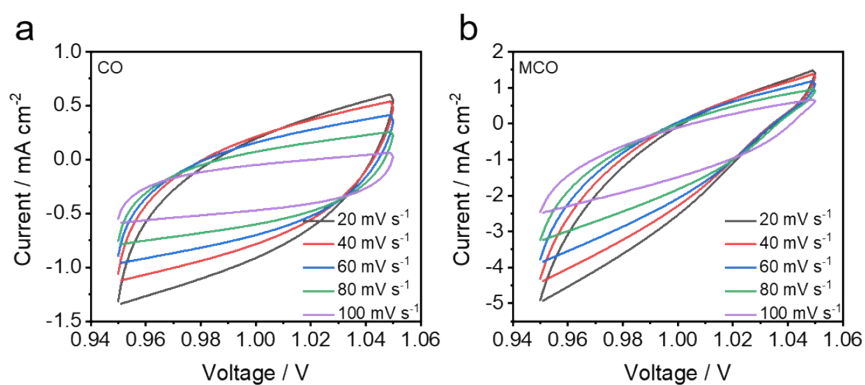 a
CO
Current / mA cm-2
1.0
0.5
0.0
-0.5
-1.0
-1.5
20 mV s-1
40 mV s-1
60 mV s-1
80 mV s-1
100 mV s-1
0.94 0.96 0.98 1.00 1.02 1.04 1.06
Voltage / V
b
MCO
Current / mA cm-2
2
1
0
-1
-2
-3
-4
-5
20 mV s-1
40 mV s-1
60 mV s-1
80 mV s-1
100 mV s-1
0.94 0.96 0.98 1.00 1.02 1.04 1.06
Voltage / V